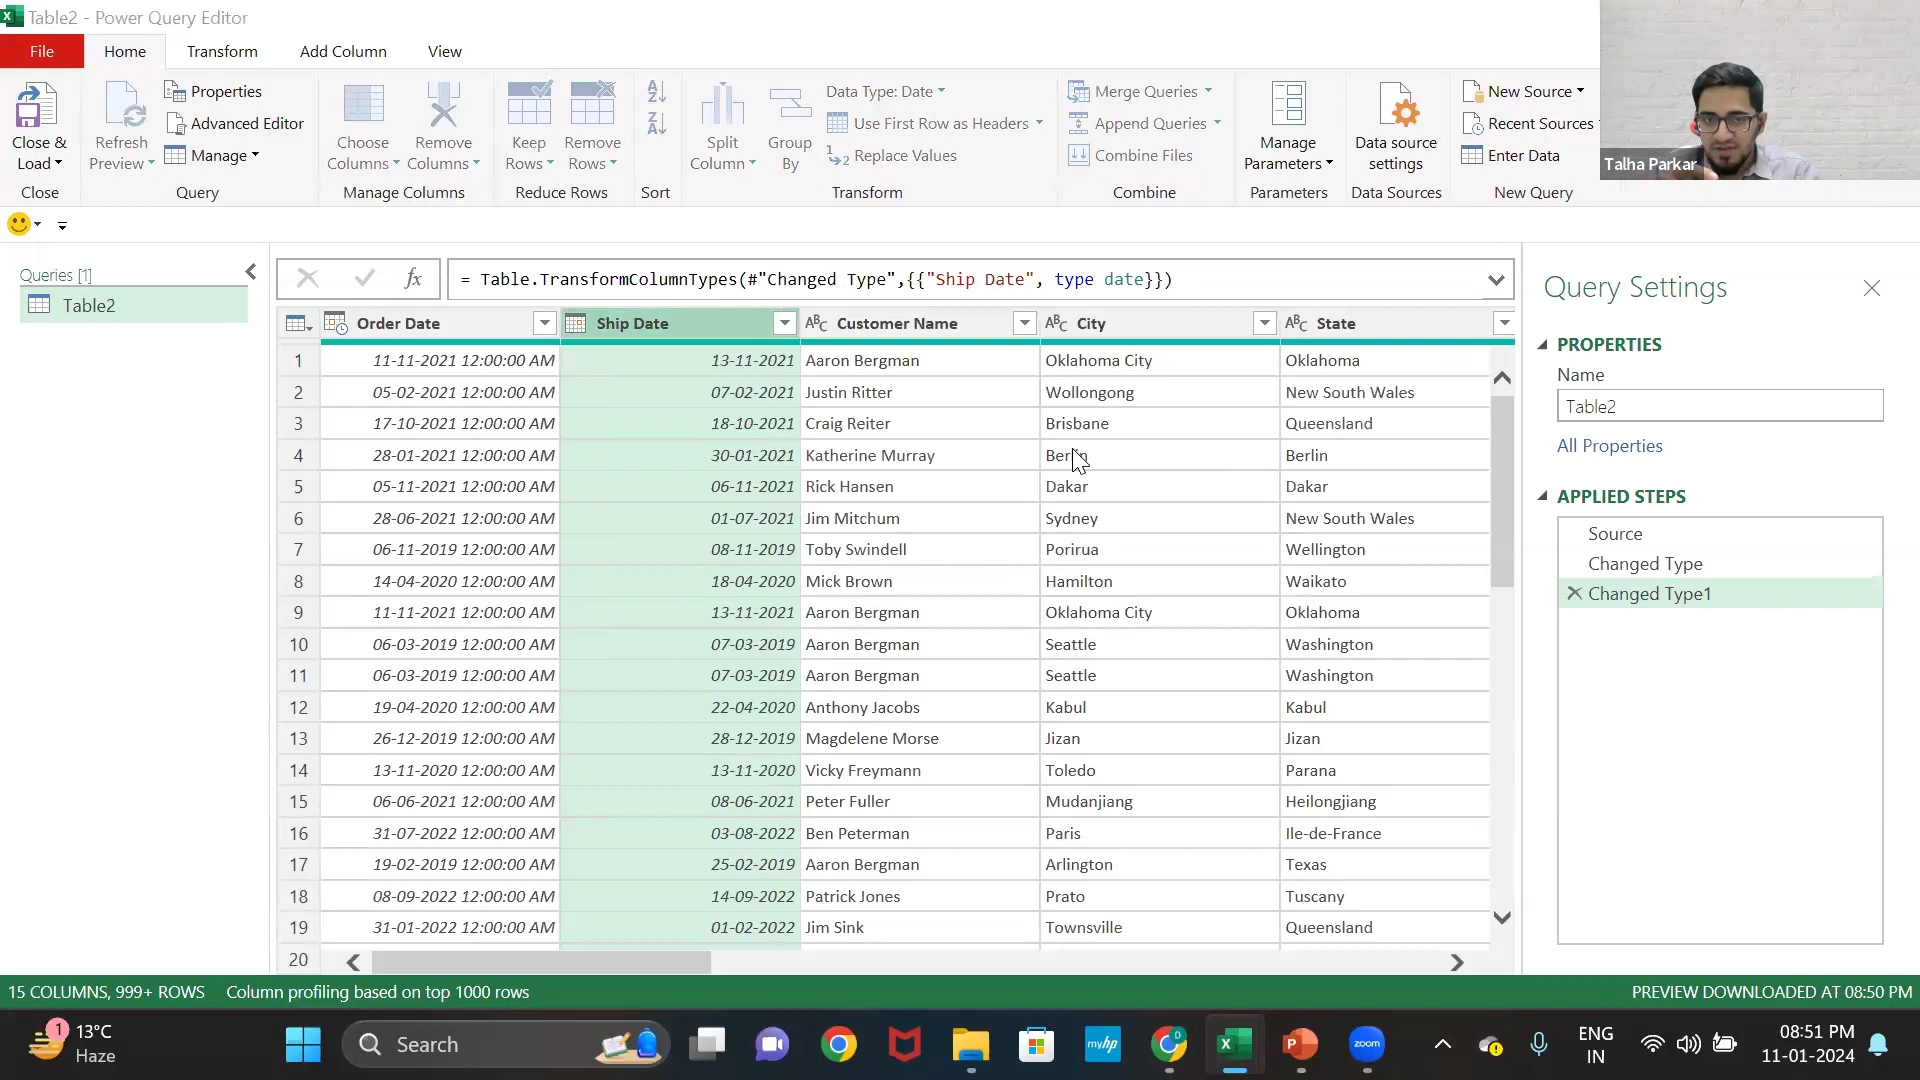 Table2 - Power Query Editor
File Home Transform Add Column View
Close & Load
Close
Refresh Preview
Properties
Advanced Editor
Manage
Query
Choose Columns
Remove Columns
Manage Columns
Keep Rows
Remove Rows
Reduce Rows
Sort
Split Column
Group By
Data Type: Date
Use First Row as Headers
Replace Values
Transform
Merge Queries
Append Queries
Combine Files
Combine
Manage Parameters
Parameters
Data source settings
Data Sources
New Source
Recent Sources
Enter Data
New Query
Talha Parkar
Queries [1]
Table2
fx = Table.TransformColumnTypes(#"Changed Type",{{"Ship Date", type date}})
Order Date Ship Date ABC Customer Name ABC City ABC State
1 11-11-2021 12:00:00 AM 13-11-2021 Aaron Bergman Oklahoma City Oklahoma
2 05-02-2021 12:00:00 AM 07-02-2021 Justin Ritter Wollongong New South Wales
3 17-10-2021 12:00:00 AM 18-10-2021 Craig Reiter Brisbane Queensland
4 28-01-2021 12:00:00 AM 30-01-2021 Katherine Murray Berlin Berlin
5 05-11-2021 12:00:00 AM 06-11-2021 Rick Hansen Dakar Dakar
6 28-06-2021 12:00:00 AM 01-07-2021 Jim Mitchum Sydney New South Wales
7 06-11-2019 12:00:00 AM 08-11-2019 Toby Swindell Porirua Wellington
8 14-04-2020 12:00:00 AM 18-04-2020 Mick Brown Hamilton Waikato
9 11-11-2021 12:00:00 AM 13-11-2021 Aaron Bergman Oklahoma City Oklahoma
10 06-03-2019 12:00:00 AM 07-03-2019 Aaron Bergman Seattle Washington
11 06-03-2019 12:00:00 AM 07-03-2019 Aaron Bergman Seattle Washington
12 19-04-2020 12:00:00 AM 22-04-2020 Anthony Jacobs Kabul Kabul
13 26-12-2019 12:00:00 AM 28-12-2019 Magdelene Morse Jizan Jizan
14 13-11-2020 12:00:00 AM 13-11-2020 Vicky Freymann Toledo Parana
15 06-06-2021 12:00:00 AM 08-06-2021 Peter Fuller Mudanjiang Heilongjiang
16 31-07-2022 12:00:00 AM 03-08-2022 Ben Peterman Paris Ile-de-France
17 19-02-2019 12:00:00 AM 25-02-2019 Aaron Bergman Arlington Texas
18 08-09-2022 12:00:00 AM 14-09-2022 Patrick Jones Prato Tuscany
19 31-01-2022 12:00:00 AM 01-02-2022 Jim Sink Townsville Queensland
20
Query Settings
PROPERTIES
Name
Table2
All Properties
APPLIED STEPS
Source
Changed Type
Changed Type1
15 COLUMNS, 999+ ROWS Column profiling based on top 1000 rows PREVIEW DOWNLOADED AT 08:50 PM
1
13°C
Haze
Search
myhp
zoom
ENG
IN
08:51 PM
11-01-2024